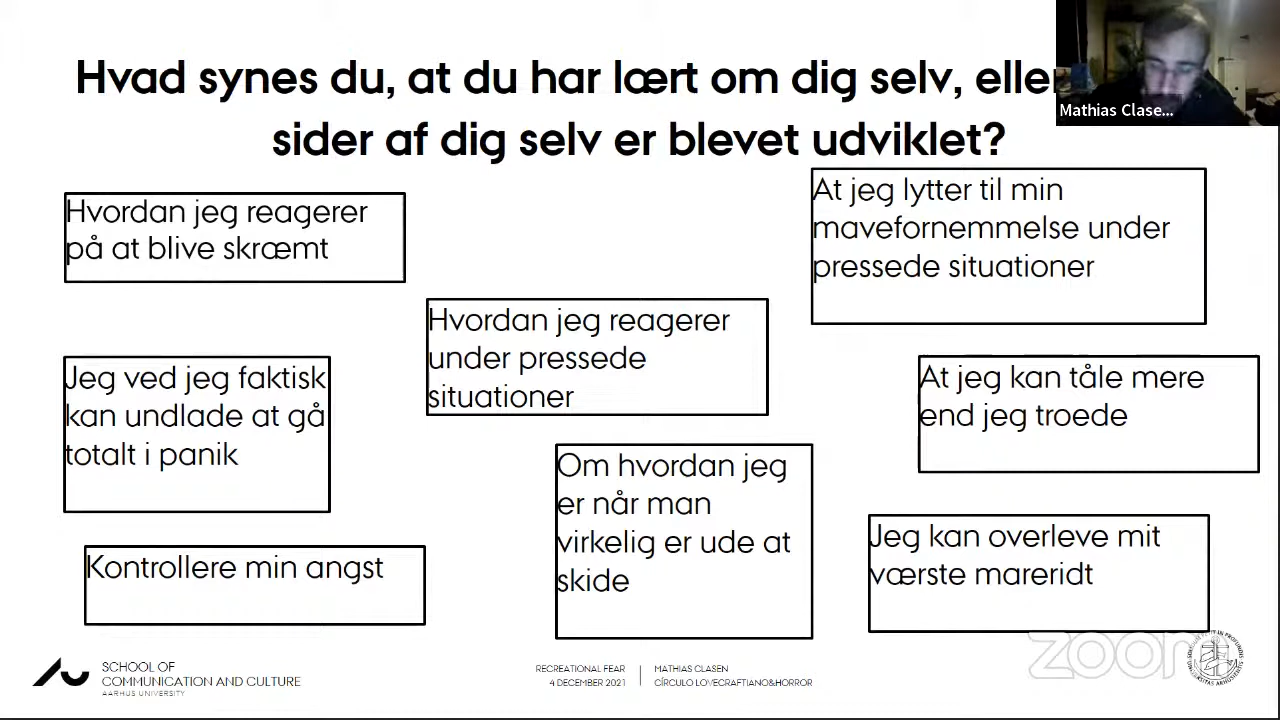 Hvad synes du, at du har lært om dig selv, elle
sider af dig selv er blevet udviklet?
Mathias Clase...
Hvordan jeg reagerer
på at blive skræmt
At jeg lytter til min
mavefornemmelse under
pressede situationer
Hvordan jeg reagerer
under pressede
situationer
Jeg ved jeg faktisk
kan undlade at gå
totalt i panik
At jeg kan tåle mere
end jeg troede
Om hvordan jeg
er når man
virkelig er ude at
skide
Kontrollere min angst
Jeg kan overleve mit
værste mareridt
zoom
SCHOOL OF
COMMUNICATION AND CULTURE
AARHUS UNIVERSITY
RECREATIONAL FEAR
4 DECEMBER 2021
MATHIAS CLASEN
CÍRCULO LOVECRAFTIANO&HORROR